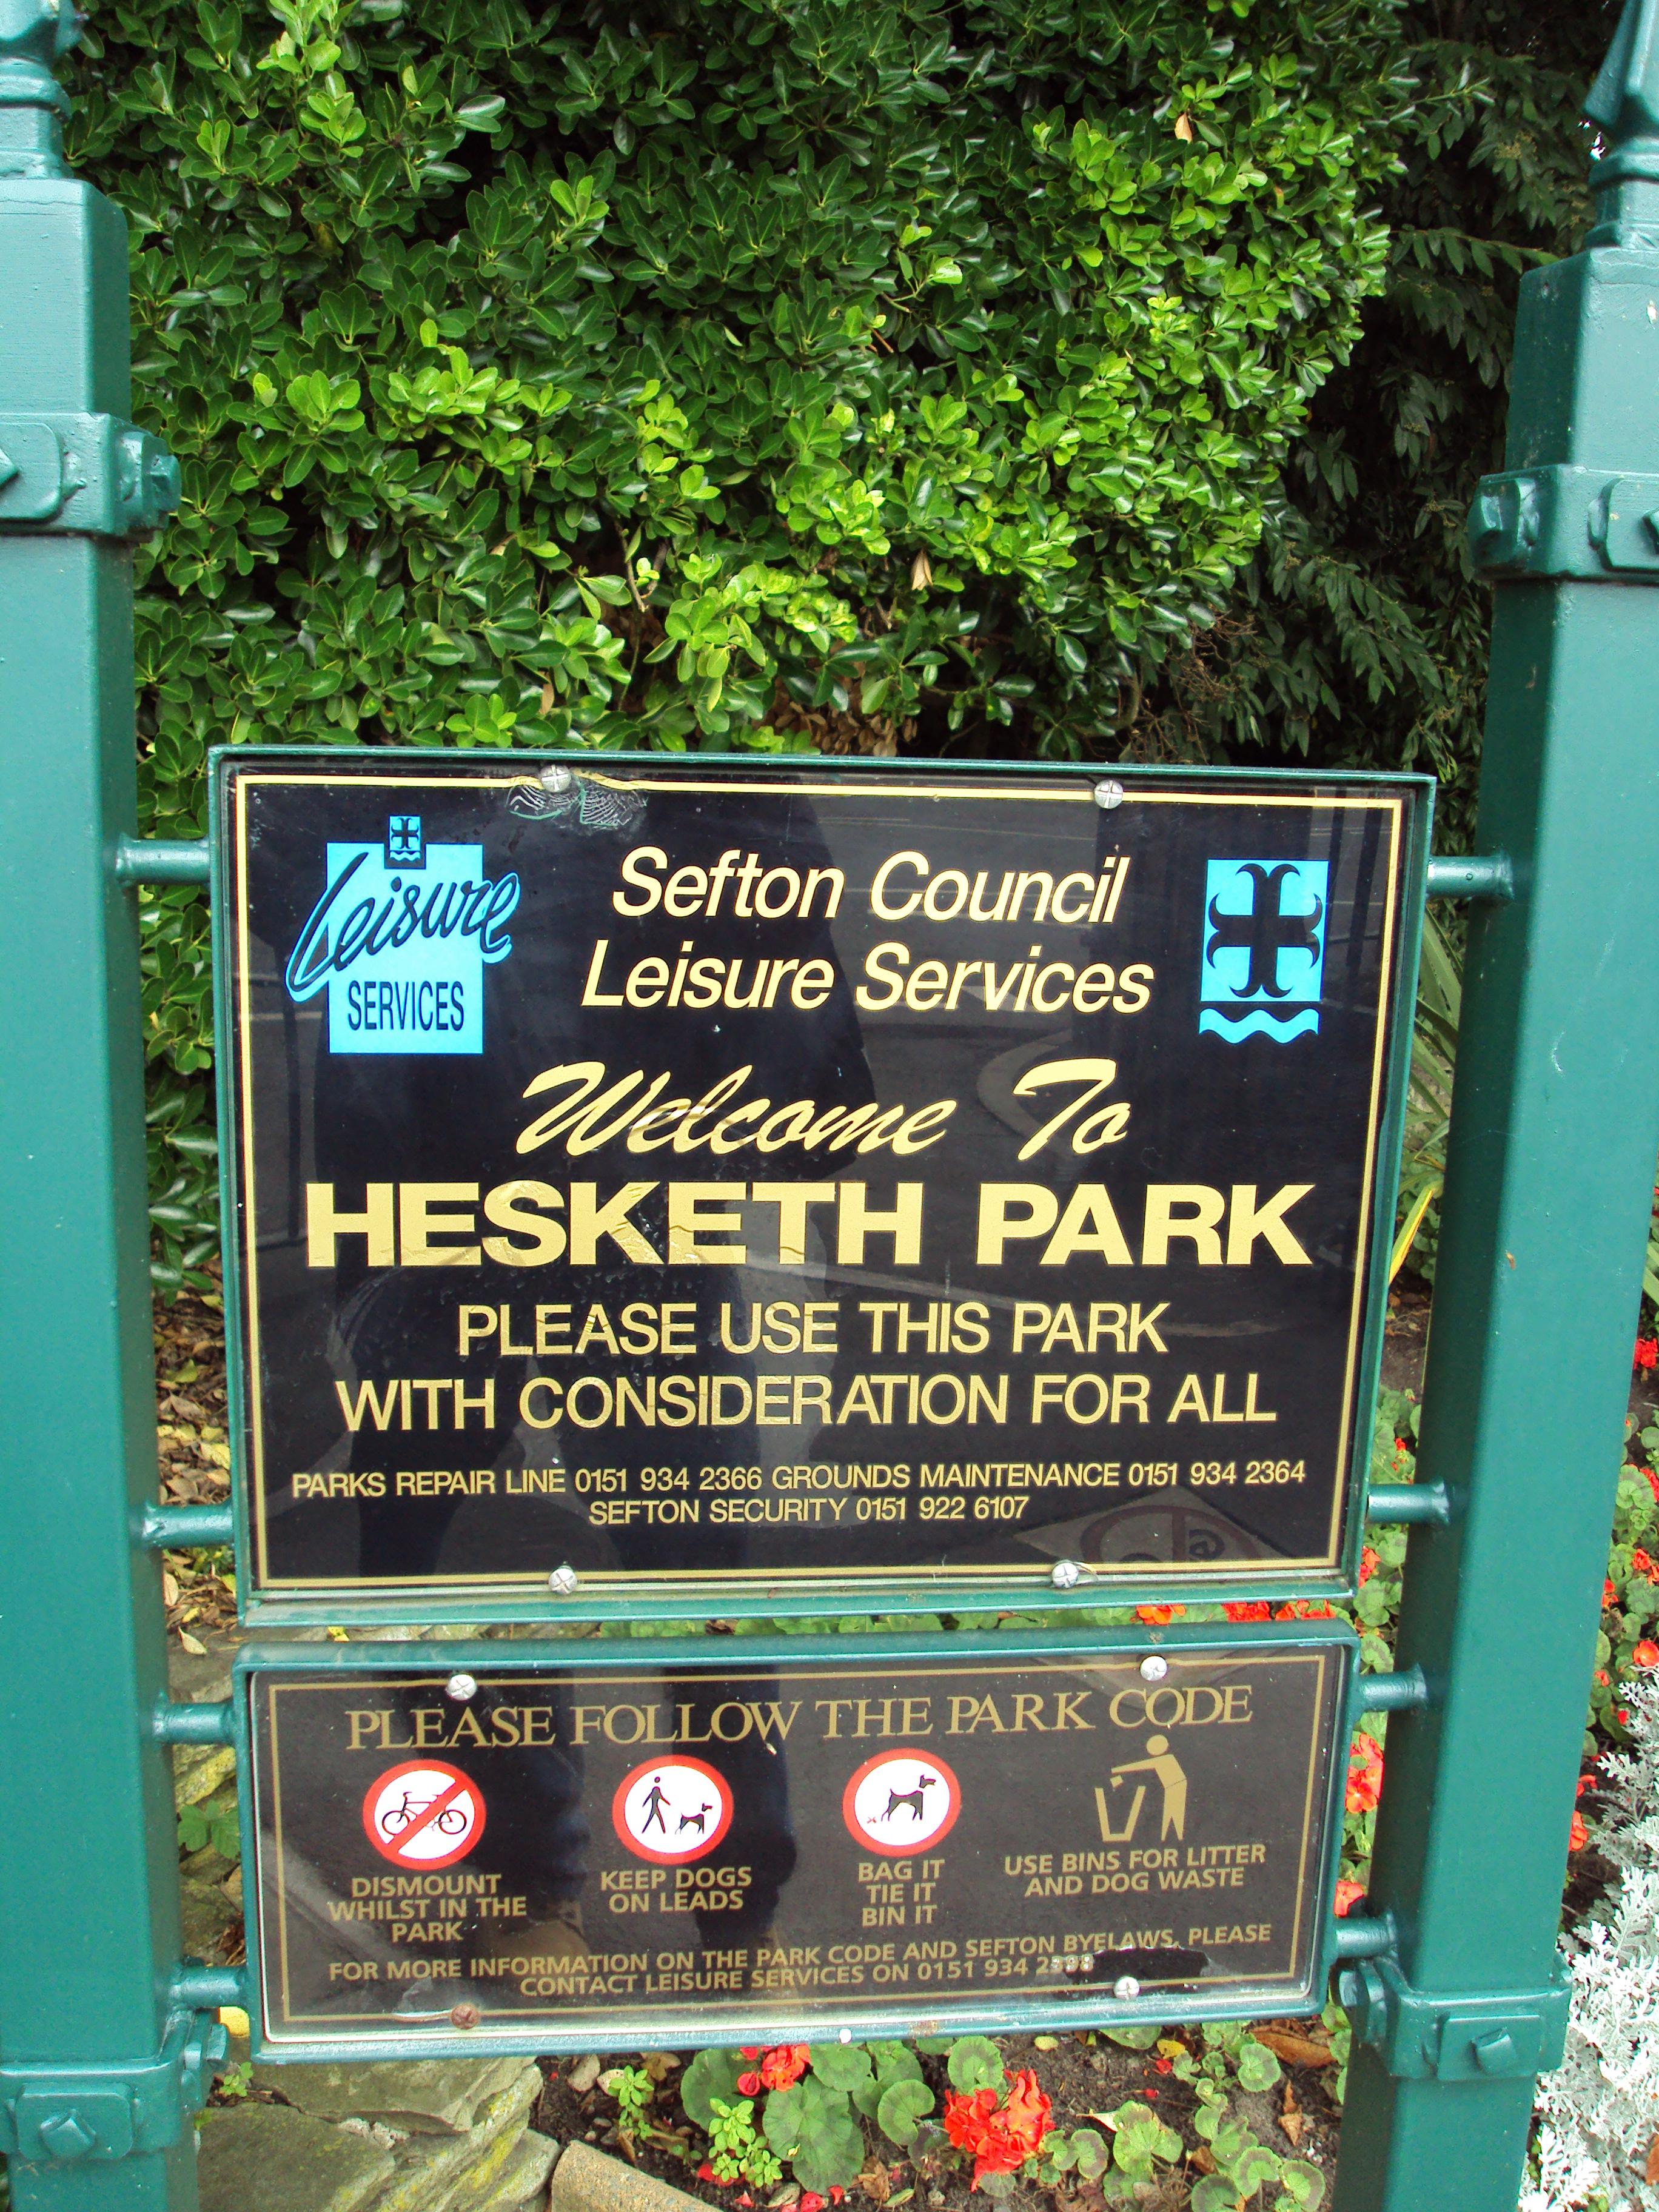 Leisure
SERVICES
Sefton Council
Leisure Services
Welcome To
HESKETH PARK
PLEASE USE THIS PARK
WITH CONSIDERATION FOR ALL
PARKS REPAIR LINE 0151 934 2366 GROUNDS MAINTENANCE 0151 934 2364
SEFTON SECURITY 0151 922 6107
PLEASE FOLLOW THE PARK CODE
DISMOUNT
WHILST IN THE
PARK
KEEP DOGS
ON LEADS
BAG IT
TIE IT
BIN IT
USE BINS FOR LITTER
AND DOG WASTE
FOR MORE INFORMATION ON THE PARK CODE AND SEFTON BYELAWS, PLEASE
CONTACT LEISURE SERVICES ON 0151 934